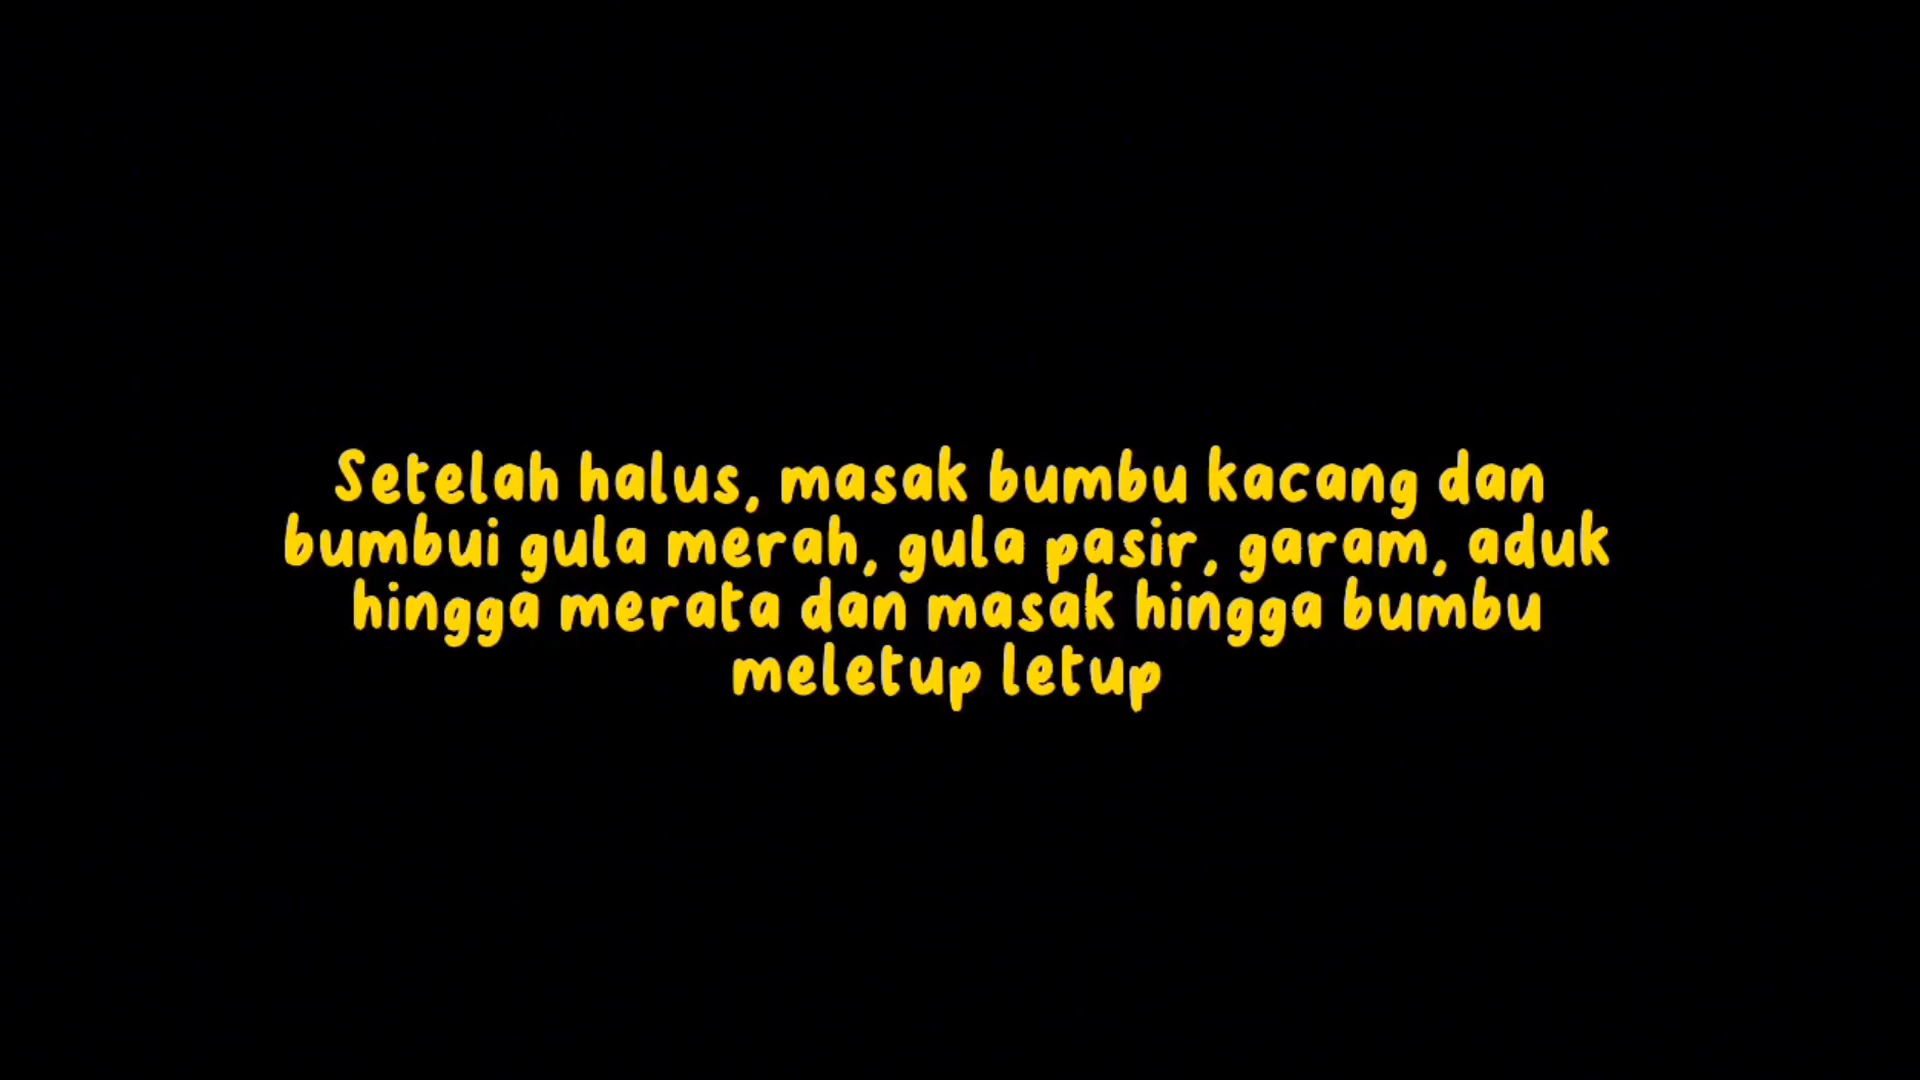 Setelah halus, masak bumbu kacang dan
bumbui gula merah, gula pasir, garam, aduk
hingga merata dan masak hingga bumbu
meletup letup